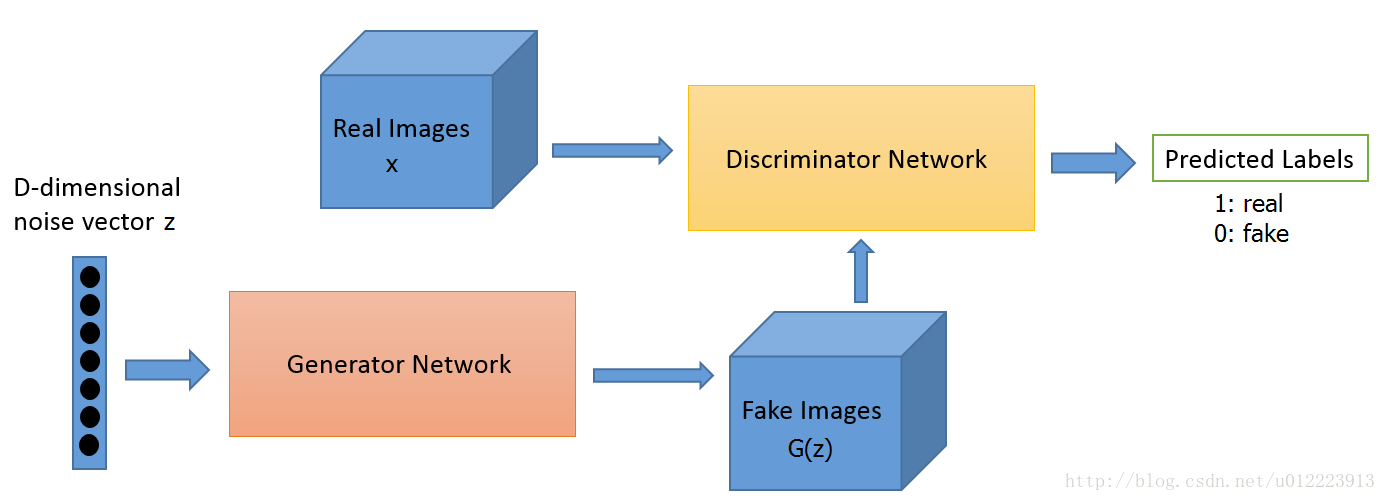 Real Images
x
Discriminator Network
Predicted Labels
1: real
0: fake
D-dimensional
noise vector z
Generator Network
Fake Images
G(z)
http://blog.csdn.net/u012223913